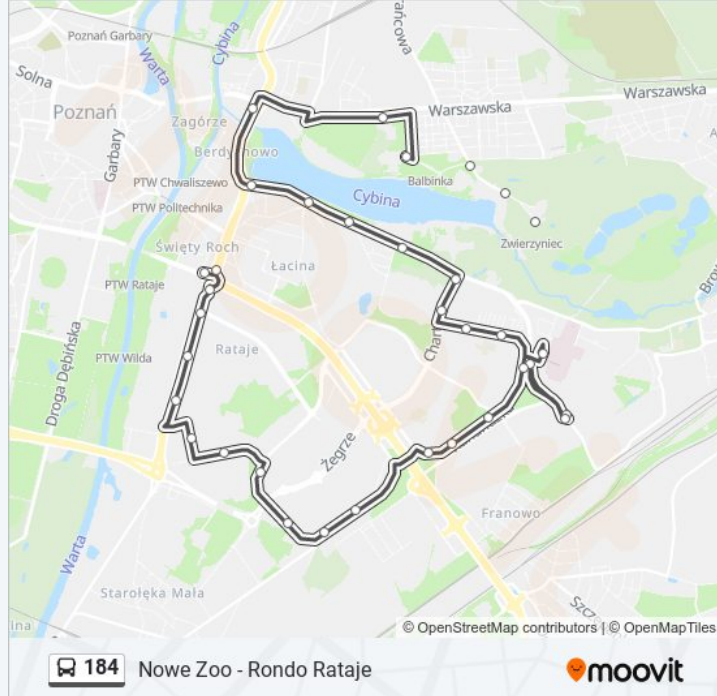 Poznań Garbary
Cybina
Warta
Solna
Poznań
Garbary
Zagórze
Warszawska
Warszawska
PTW Chwaliszewo
Balbinka
Cybina
PTW Politechnika
Zwierzyniec
Święty Roch
Łacina
PTW Rataje
Droga Dębińska
Rataje
PTW Wilda
Żegrze
Franowo
Warta
Starołęka Mała
© OpenStreetMap contributors | © OpenMapTiles
184 Nowe Zoo - Rondo Rataje
moovit